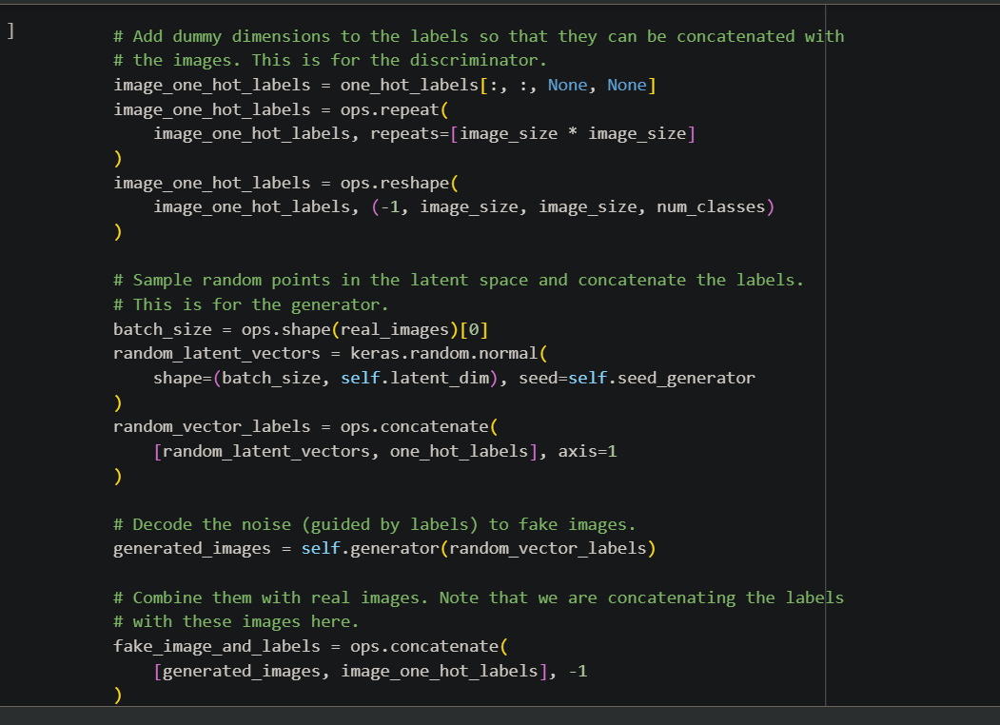 ]
# Add dummy dimensions to the labels so that they can be concatenated with
# the images. This is for the discriminator.
image_one_hot_labels = one_hot_labels[:, :, None, None]
image_one_hot_labels = ops.repeat(
    image_one_hot_labels, repeats=[image_size * image_size]
)
image_one_hot_labels = ops.reshape(
    image_one_hot_labels, (-1, image_size, image_size, num_classes)
)

# Sample random points in the latent space and concatenate the labels.
# This is for the generator.
batch_size = ops.shape(real_images)[0]
random_latent_vectors = keras.random.normal(
    shape=(batch_size, self.latent_dim), seed=self.seed_generator
)
random_vector_labels = ops.concatenate(
    [random_latent_vectors, one_hot_labels], axis=1
)

# Decode the noise (guided by labels) to fake images.
generated_images = self.generator(random_vector_labels)

# Combine them with real images. Note that we are concatenating the labels
# with these images here.
fake_image_and_labels = ops.concatenate(
    [generated_images, image_one_hot_labels], -1
)